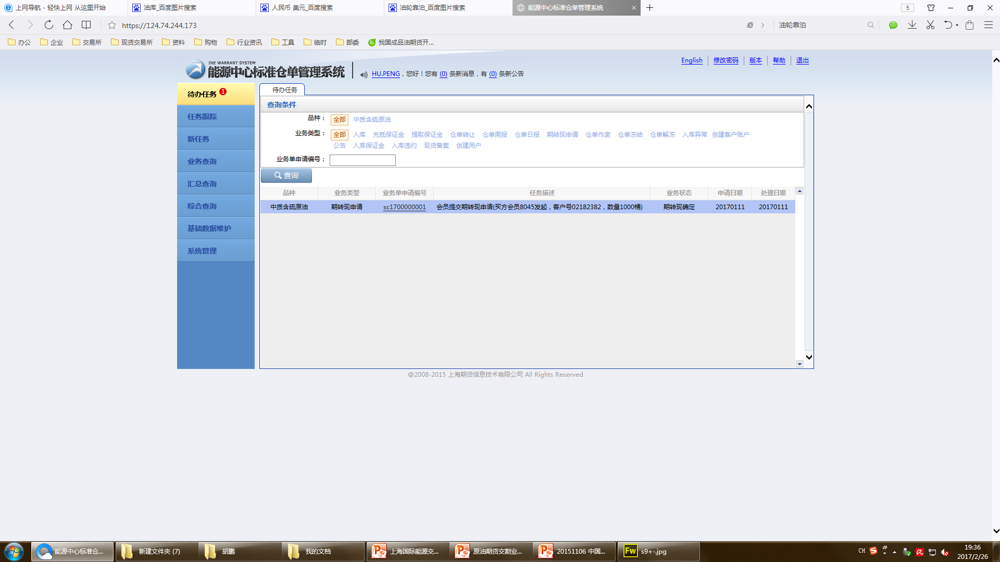 上网导航 - 轻快上网 从这里开始
油库_百度图片搜索
人民币 美元_百度搜索
油轮靠泊_百度图片搜索
能源中心标准仓单管理系统
5
https://124.74.244.173
油轮靠泊
办公
企业
交易所
现货交易所
资料
购物
行业资讯
工具
临时
部委
我国成品油期货开...
English
修改密码
版本
帮助
退出
INE WARRANT SYSTEM
能源中心标准仓单管理系统
HU.PENG，您好！您有 (0) 条新消息，有 (0) 条新公告
待办任务 1
任务跟踪
新任务
业务查询
汇总查询
综合查询
基础数据维护
系统管理
待办任务
查询条件
品种： 全部 中质含硫原油
业务类型： 全部 入库 充抵保证金 提取保证金 仓单转让 仓单周报 仓单日报 期转现申请 仓单作废 仓单冻结 仓单解冻 入库异常 创建客户账户
公告 入库保证金 入库违约 现货备案 创建用户
业务单申请编号：
查询
品种 业务类型 业务单申请编号 任务描述 业务状态 申请日期 处理日期
中质含硫原油 期转现申请 sc1700000001 会员提交期转现申请(买方会员8045发起，客户号02182382，数量1000桶) 期转现确定 20170111 20170111
@2008-2015 上海期货信息技术有限公司 All Rights Reserved
能源中心标准仓...
新建文件夹 (7)
胡鹏
我的文档
上海国际能源交...
原油期货交割业...
20151106 中国...
Fw s9+-.jpg
CH
19:36
2017/2/26